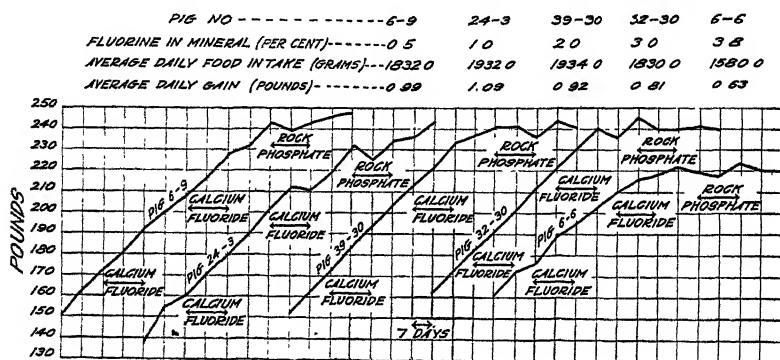 PIG NO ---------- 6-9 24-3 39-30 32-30 6-6
FLUORINE IN MINERAL (PER CENT) ------ 0 5 1 0 2 0 3 0 3 8
AVERAGE DAILY FOOD INTAKE (GRAMS) --- 1832 0 1932 0 1934 0 1830 0 1580 0
AVERAGE DAILY GAIN (POUNDS) ------- 0 99 1.09 0 92 0 81 0 63
250
240
230
220
210
200
190
180
170
160
150
140
130
POUNDS
PIG 6-9
CALCIUM
FLUORIDE
CALCIUM
FLUORIDE
ROCK
PHOSPHATE
PIG 24-3
CALCIUM
FLUORIDE
CALCIUM
FLUORIDE
ROCK
PHOSPHATE
PIG 39-30
CALCIUM
FLUORIDE
CALCIUM
FLUORIDE
ROCK
PHOSPHATE
PIG 32-30
CALCIUM
FLUORIDE
CALCIUM
FLUORIDE
ROCK
PHOSPHATE
PIG 6-6
CALCIUM
FLUORIDE
CALCIUM
FLUORIDE
ROCK
PHOSPHATE
7 DAYS